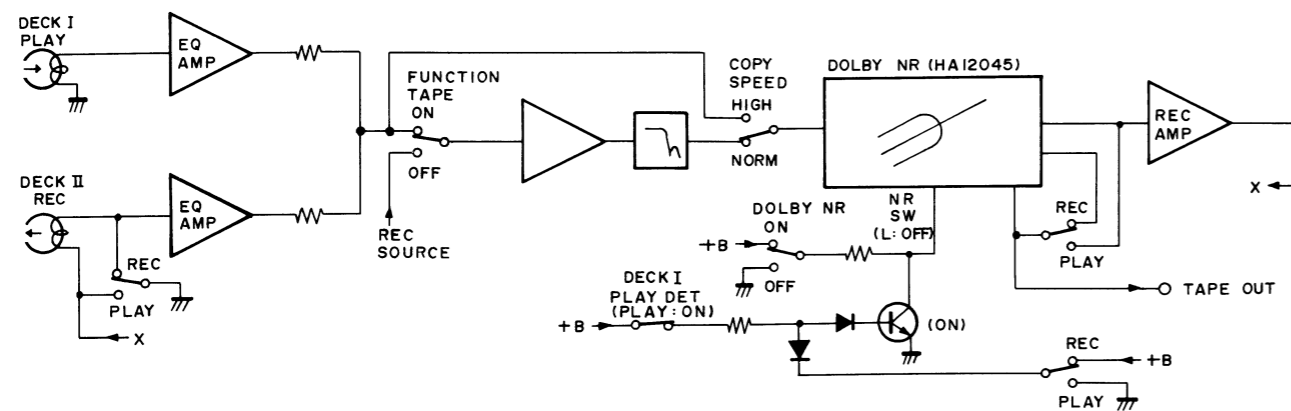 DECK I
PLAY
EQ
AMP
FUNCTION
TAPE
ON
OFF
REC
SOURCE
COPY
SPEED
HIGH
NORM
DOLBY NR (HA12045)
REC
AMP
X
DECK II
REC
EQ
AMP
REC
PLAY
X
DOLBY NR
ON
+B
OFF
NR
SW
(L: OFF)
REC
PLAY
TAPE OUT
DECK I
PLAY DET
(PLAY: ON)
+B
(ON)
REC
+B
PLAY